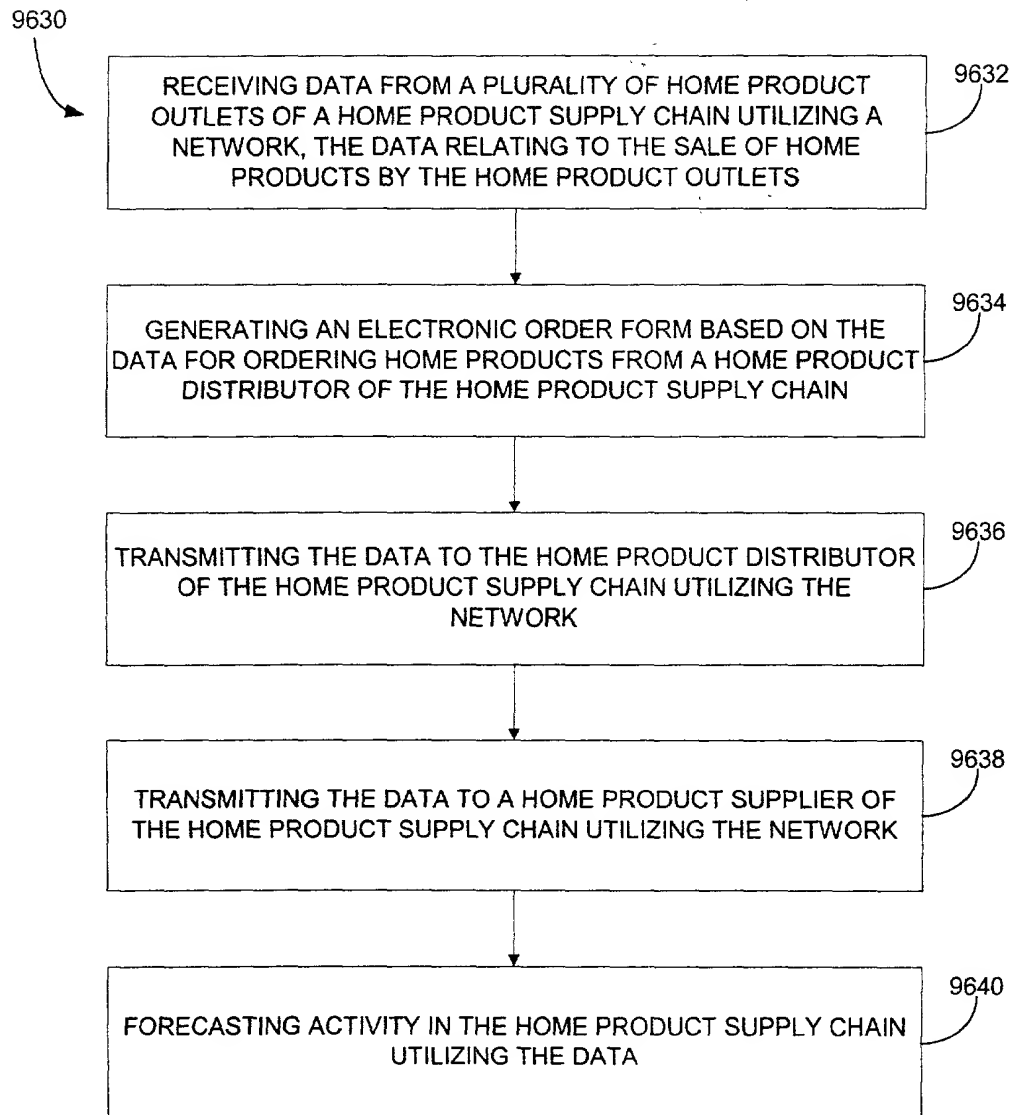 9630
9632
RECEIVING DATA FROM A PLURALITY OF HOME PRODUCT
OUTLETS OF A HOME PRODUCT SUPPLY CHAIN UTILIZING A
NETWORK, THE DATA RELATING TO THE SALE OF HOME
PRODUCTS BY THE HOME PRODUCT OUTLETS
9634
GENERATING AN ELECTRONIC ORDER FORM BASED ON THE
DATA FOR ORDERING HOME PRODUCTS FROM A HOME PRODUCT
DISTRIBUTOR OF THE HOME PRODUCT SUPPLY CHAIN
9636
TRANSMITTING THE DATA TO THE HOME PRODUCT DISTRIBUTOR
OF THE HOME PRODUCT SUPPLY CHAIN UTILIZING THE
NETWORK
9638
TRANSMITTING THE DATA TO A HOME PRODUCT SUPPLIER OF
THE HOME PRODUCT SUPPLY CHAIN UTILIZING THE NETWORK
9640
FORECASTING ACTIVITY IN THE HOME PRODUCT SUPPLY CHAIN
UTILIZING THE DATA